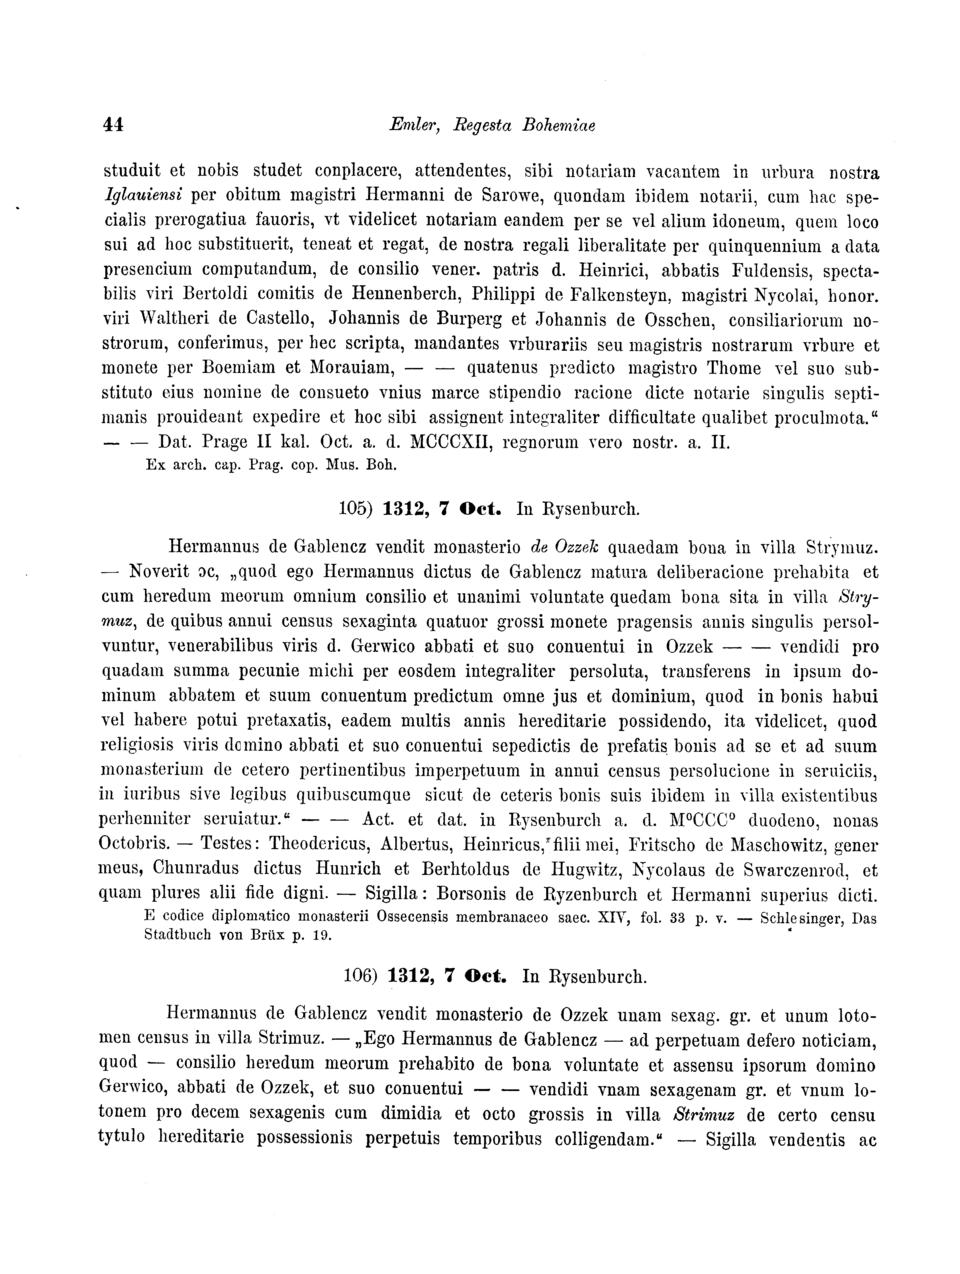 44 Emler, Regesta Bohemiae
studuit et nobis studet conplacere, attendentes, sibi notariam vacantem in urbura nostra
Iglauiensi per obitum magistri Hermanni de Sarowe, quondam ibidem notarii, cum hac spe-
cialis prerogatiua fauoris, vt videlicet notariam eandem per se vel alium idoneum, quem loco
sui ad hoc substituerit, teneat et regat, de nostra regali liberalitate per quinquennium a data
presencium computandum, de consilio vener. patris d. Heinrici, abbatis Fuldensis, specta-
bilis viri Bertoldi comitis de Hennenberch, Philippi de Falkensteyn, magistri Nycolai, honor.
viri Waltheri de Castello, Johannis de Burperg et Johannis de Osschen, consiliariorum no-
strorum, conferimus, per hec scripta, mandantes vrburariis seu magistris nostrarum vrbure et
monete per Boemiam et Morauiam, — — quatenus predicto magistro Thome vel suo sub-
stituto eius nomine de consueto vnius marce stipendio racione dicte notarie singulis septi-
manis prouideant expedire et hoc sibi assignent integraliter difficultate qualibet proculmota.“
— — Dat. Prage II kal. Oct. a. d. MCCCXII, regnorum vero nostr. a. II.
Ex arch. cap. Prag. cop. Mus. Boh.
105) 1312, 7 Oct. In Rysenburch.
Hermannus de Gablencz vendit monasterio de Ozzek quaedam bona in villa Strymuz.
— Noverit ɔc, „quod ego Hermannus dictus de Gablencz matura deliberacione prehabita et
cum heredum meorum omnium consilio et unanimi voluntate quedam bona sita in villa Stry-
muz, de quibus annui census sexaginta quatuor grossi monete pragensis annis singulis persol-
vuntur, venerabilibus viris d. Gerwico abbati et suo conuentui in Ozzek — — vendidi pro
quadam summa pecunie michi per eosdem integraliter persoluta, transferens in ipsum do-
minum abbatem et suum conuentum predictum omne jus et dominium, quod in bonis habui
vel habere potui pretaxatis, eadem multis annis hereditarie possidendo, ita videlicet, quod
religiosis viris domino abbati et suo conuentui sepedictis de prefatis bonis ad se et ad suum
monasterium de cetero pertinentibus imperpetuum in annui census persolucione in seruiciis,
in iuribus sive legibus quibuscumque sicut de ceteris bonis suis ibidem in villa existentibus
perhenniter seruiatur.“ — — Act. et dat. in Rysenburch a. d. M°CCC° duodeno, nonas
Octobris. — Testes: Theodericus, Albertus, Heinricus, filii mei, Fritscho de Maschowitz, gener
meus, Chunradus dictus Hunrich et Berhtoldus de Hugwitz, Nycolaus de Swarczenrod, et
quam plures alii fide digni. — Sigilla: Borsonis de Ryzenburch et Hermanni superius dicti.
E codice diplomatico monasterii Ossecensis membranaceo saec. XIV, fol. 33 p. v. — Schlesinger, Das
Stadtbuch von Brüx p. 19.
106) 1312, 7 Oct. In Rysenburch.
Hermannus de Gablencz vendit monasterio de Ozzek unam sexag. gr. et unum loto-
men census in villa Strimuz. — „Ego Hermannus de Gablencz — ad perpetuam defero noticiam,
quod — consilio heredum meorum prehabito de bona voluntate et assensu ipsorum domino
Gerwico, abbati de Ozzek, et suo conuentui — — vendidi vnam sexagenam gr. et vnum lo-
tonem pro decem sexagenis cum dimidia et octo grossis in villa Strimuz de certo censu
tytulo hereditarie possessionis perpetuis temporibus colligendam.“ — Sigilla vendentis ac